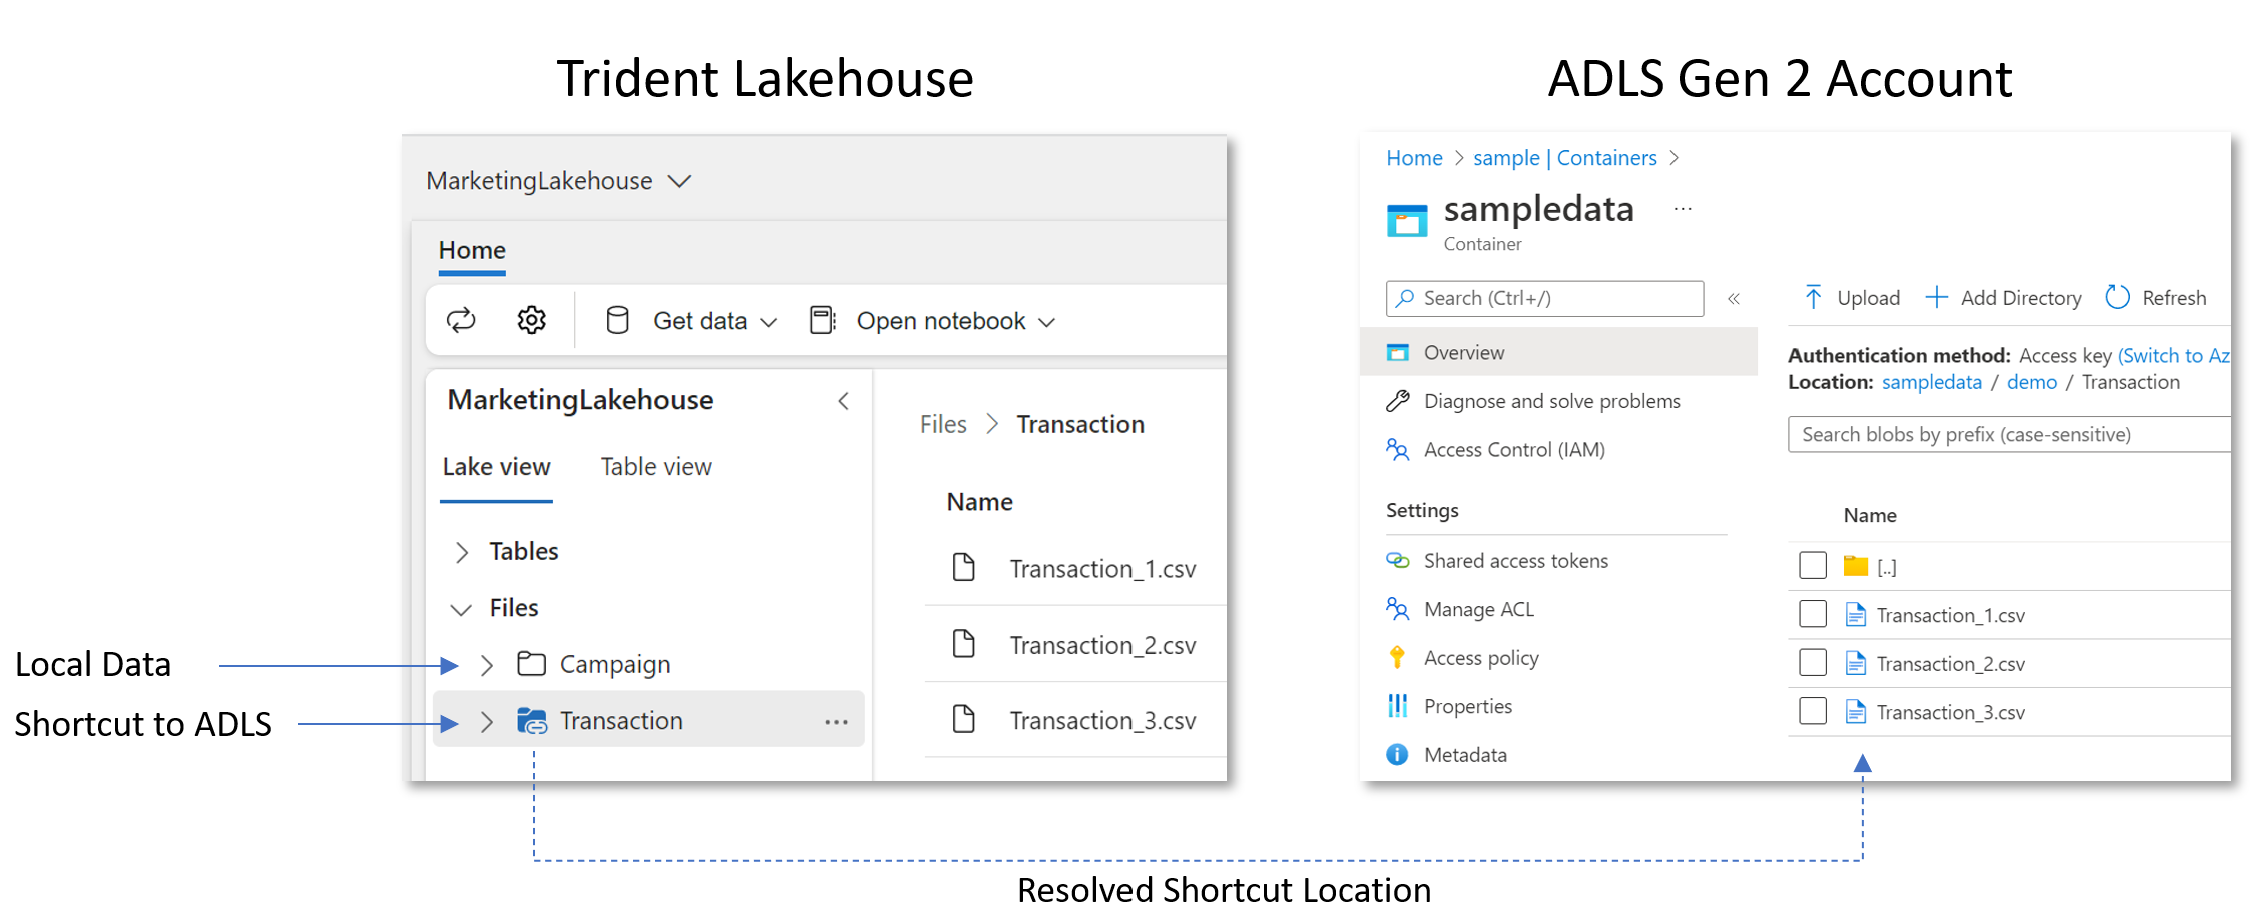 Trident Lakehouse
MarketingLakehouse
Home
Get data
Open notebook
MarketingLakehouse
Lake view Table view
Tables
Files
Campaign
Transaction ...
Files > Transaction
Name
Transaction_1.csv
Transaction_2.csv
Transaction_3.csv
Local Data
Shortcut to ADLS
ADLS Gen 2 Account
Home > sample | Containers >
sampledata ...
Container
Search (Ctrl+/) «
Overview
Diagnose and solve problems
Access Control (IAM)
Settings
Shared access tokens
Manage ACL
Access policy
Properties
Metadata
Upload Add Directory Refresh
Authentication method: Access key (Switch to Az
Location: sampledata / demo / Transaction
Search blobs by prefix (case-sensitive)
Name
[..]
Transaction_1.csv
Transaction_2.csv
Transaction_3.csv
Resolved Shortcut Location